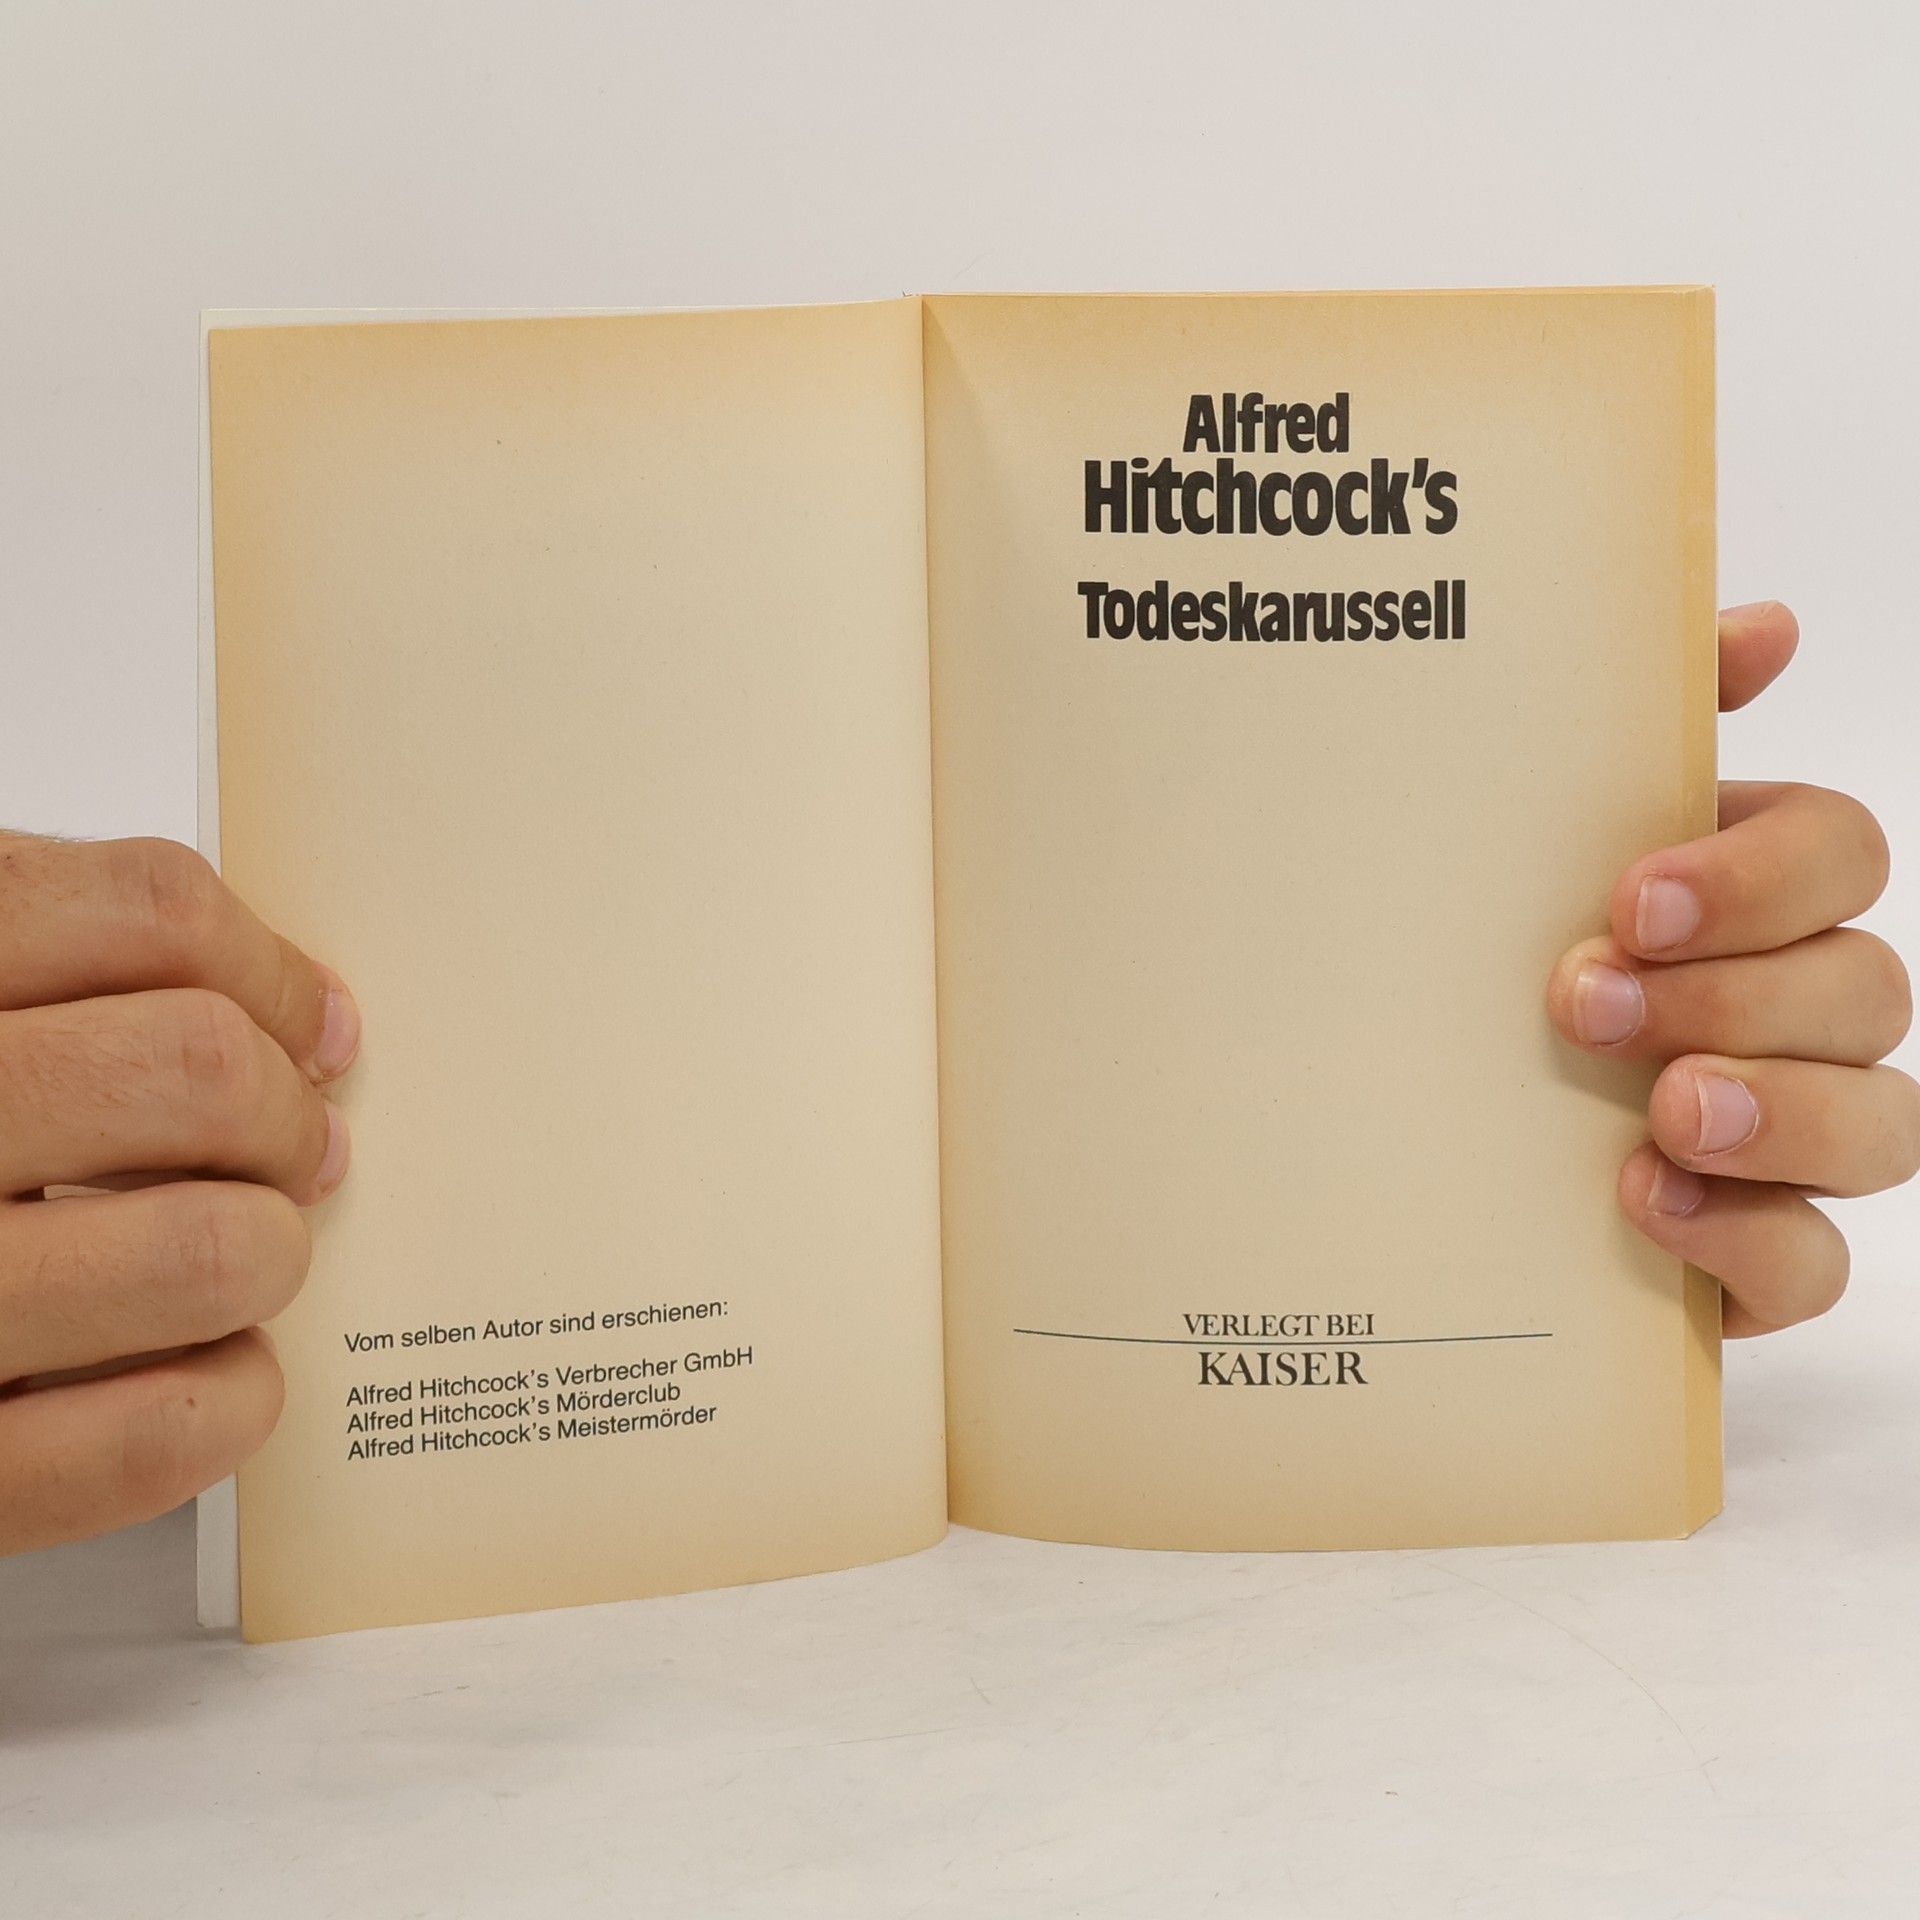 Vom selben Autor sind erschienen:
Alfred Hitchcock's Verbrecher GmbH
Alfred Hitchcock's Mörderclub
Alfred Hitchcock's Meistermörder
Alfred
Hitchcock's
Todeskarussell
VERLEGT BEI
KAISER